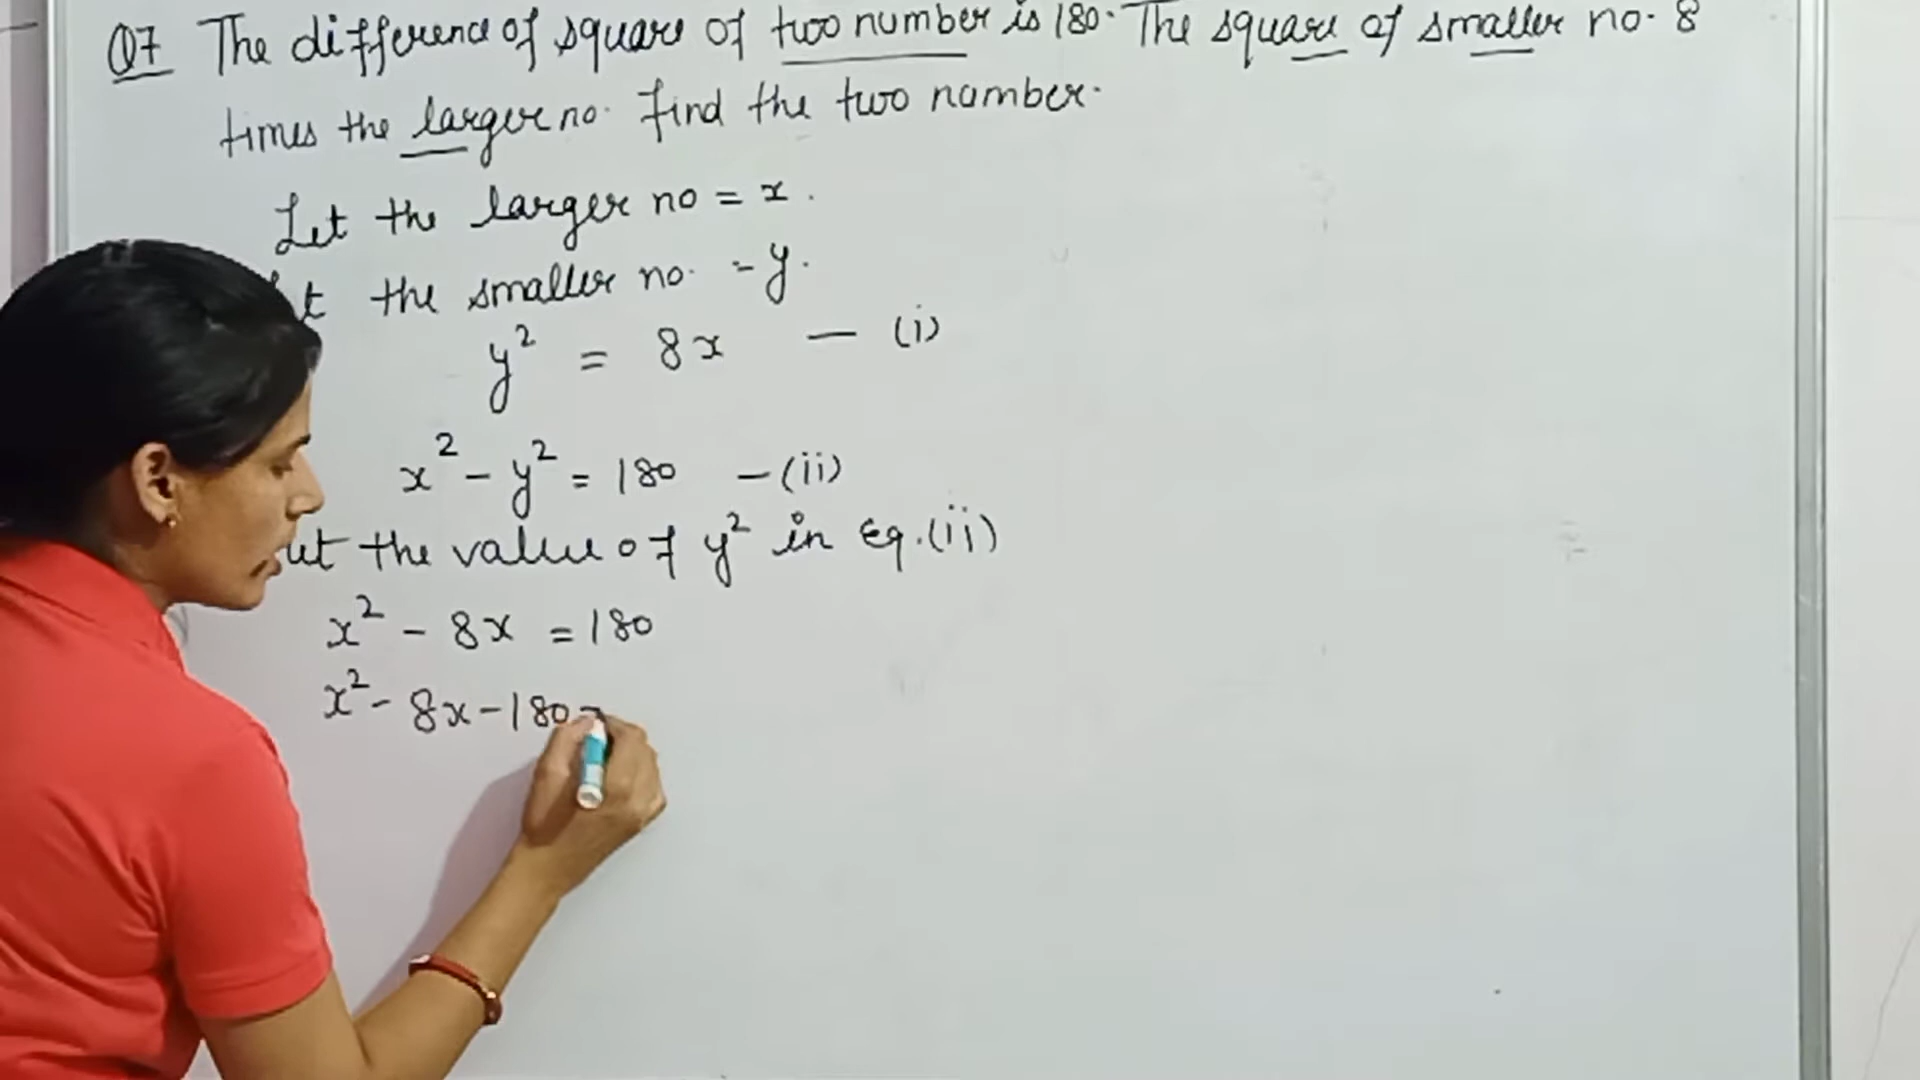 Q7 The difference of square of two number is 180. The square of smaller no. 8
times the larger no. find the two number.
Let the larger no = x.
the smaller no. = y.
y² = 8x — (i)
x² - y² = 180 — (ii)
the value of y² in Eq.(ii)
x² - 8x = 180
x² - 8x - 180 =